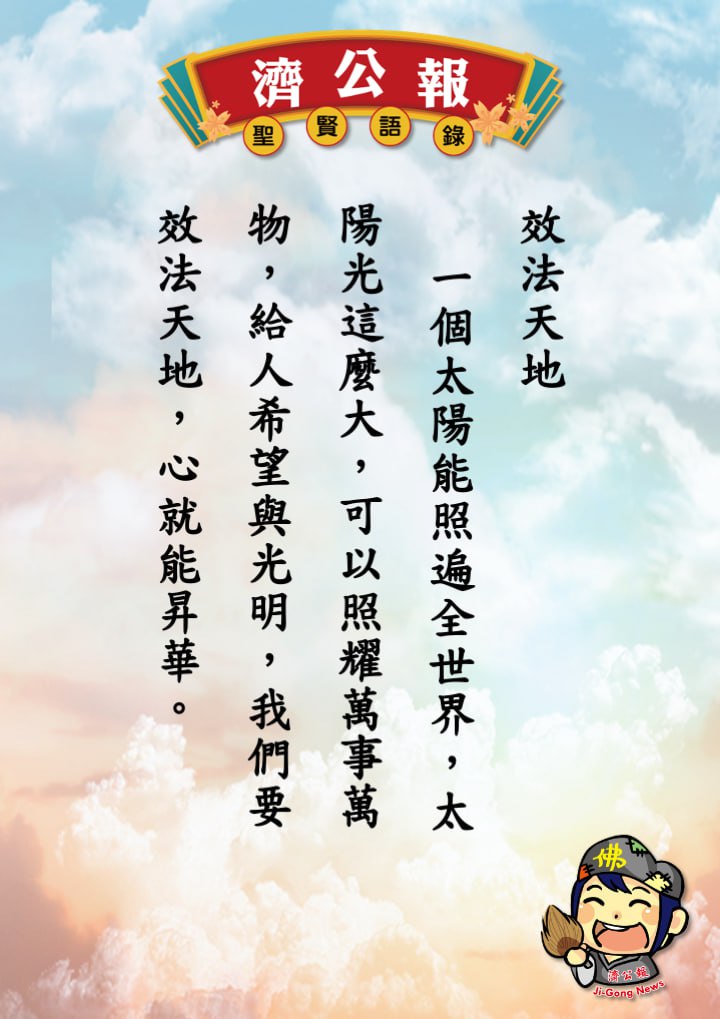 濟公報
聖賢語錄
效法天地
一個太陽能照遍全世界，太
陽光這麼大，可以照耀萬事萬
物，給人希望與光明，我們要
效法天地，心就能昇華。
佛
濟公報
Ji-Gong News